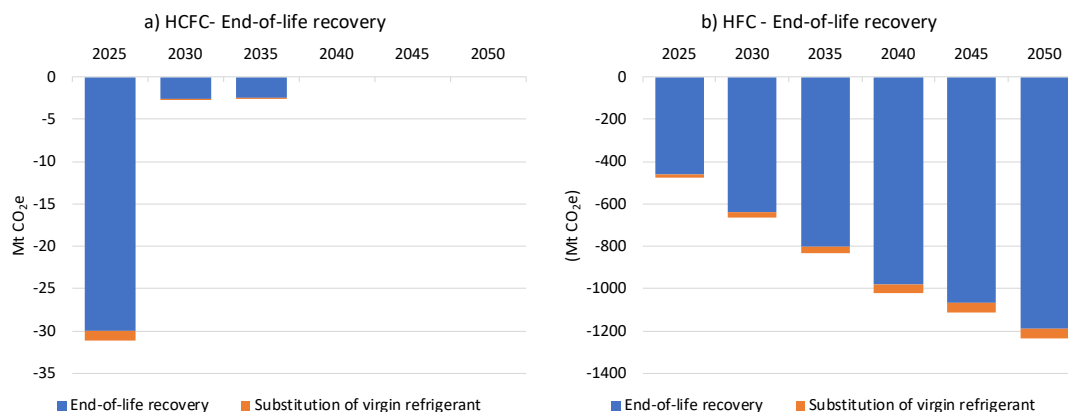 a) HCFC- End-of-life recovery
2025 2030 2035 2040 2045 2050
0
-5
-10
-15
-20
-25
-30
-35
Mt CO₂e
End-of-life recovery Substitution of virgin refrigerant
b) HFC - End-of-life recovery
2025 2030 2035 2040 2045 2050
0
-200
-400
-600
-800
-1000
-1200
-1400
(Mt CO₂e)
End-of-life recovery Substitution of virgin refrigerant